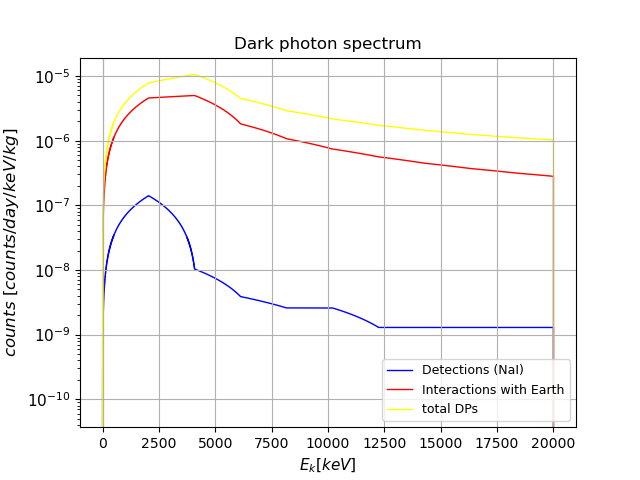 Dark photon spectrum
counts [counts/day/keV/kg]
10^-5
10^-6
10^-7
10^-8
10^-9
10^-10
Detections (NaI)
Interactions with Earth
total DPs
0 2500 5000 7500 10000 12500 15000 17500 20000
E_k[keV]